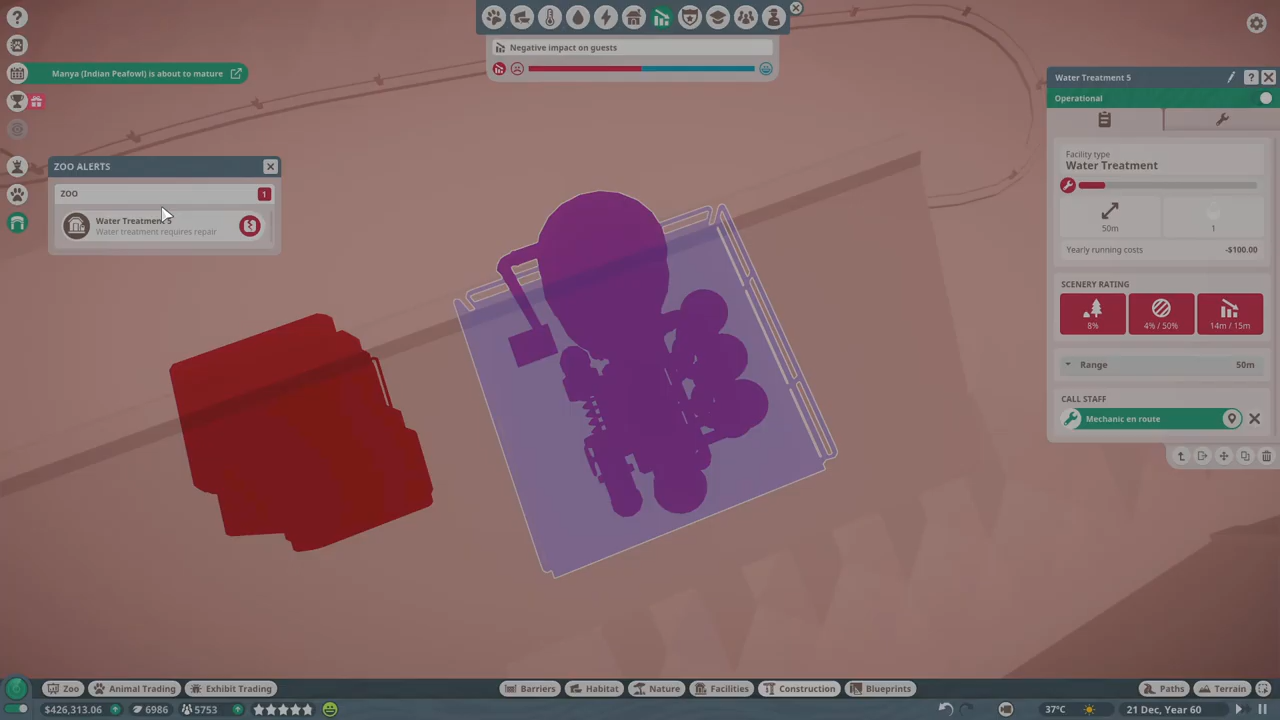 Negative impact on guests
Manya (Indian Peafowl) is about to mature
ZOO ALERTS
ZOO
1
Water Treatment 5
Water treatment requires repair
Water Treatment 5
Operational
Facility type
Water Treatment
50m
1
Yearly running costs
-$100.00
SCENERY RATING
8%
4% / 50%
14m / 15m
Range
50m
CALL STAFF
Mechanic en route
Zoo
Animal Trading
Exhibit Trading
Barriers
Habitat
Nature
Facilities
Construction
Blueprints
Paths
Terrain
$426,313.06
6986
5753
37°C
21 Dec, Year 60